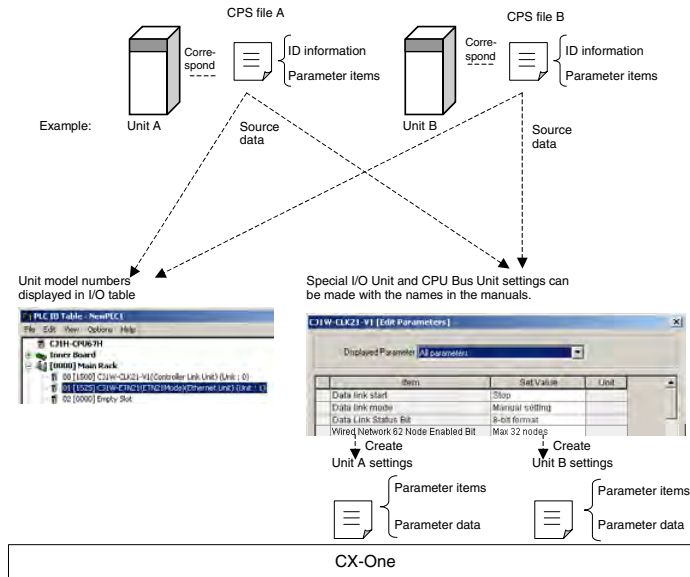 CPS file A
CPS file B
Corre-
spond
ID information
Parameter items
Corre-
spond
ID information
Parameter items
Example:
Unit A
Source
data
Unit B
Source
data
Unit model numbers
displayed in I/O table
Special I/O Unit and CPU Bus Unit settings can
be made with the names in the manuals.
PLC IO Table - NewPLC1
File Edit View Options Help
CJ1H-CPU67H
Inner Board
[0000] Main Rack
00 [1500] CJ1W-CLK21-V1(Controller Link Unit) (Unit : 0)
01 [1525] CJ1W-ETN21(ETN21Mode)(Ethernet Unit) (Unit : 1)
02 [0000] Empty Slot
CJ1W-CLK21-V1 [Edit Parameters]
Displayed Parameter All parameters
Item Set Value Unit
Data link start Stop
Data link mode Manual setting
Data Link Status Bit 8-bit format
Wired Network 62 Node Enabled Bit Max 32 nodes
Create
Unit A settings
Create
Unit B settings
Parameter items
Parameter data
Parameter items
Parameter data
CX-One